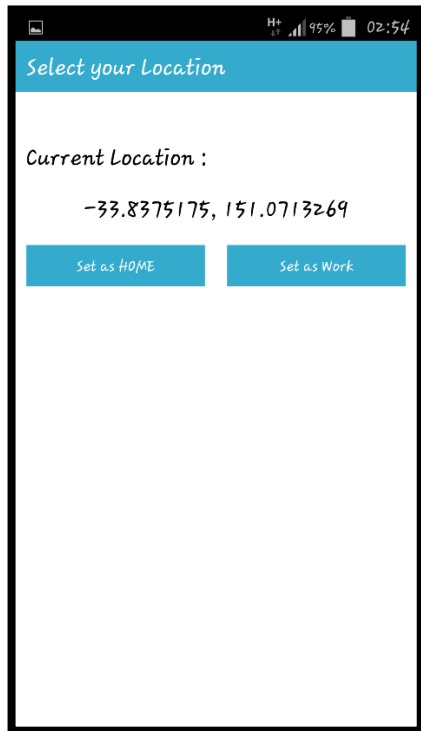 H+ 95% 02:54
Select your Location
Current Location :
-33.8375175, 151.0713269
Set as HOME Set as Work